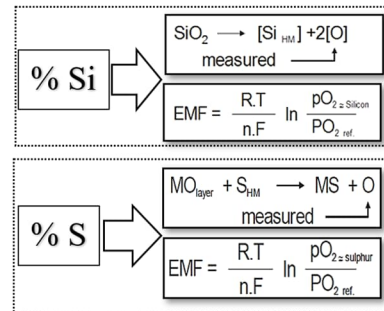 % Si
SiO₂ → [Si HM] +2[O]
measured
EMF = R.T / n.F ln pO₂ ≅ Silicon / PO₂ ref.
% S
MOlayer + SHM → MS + O
measured
EMF = R.T / n.F ln pO₂ ≅ sulphur / PO₂ ref.